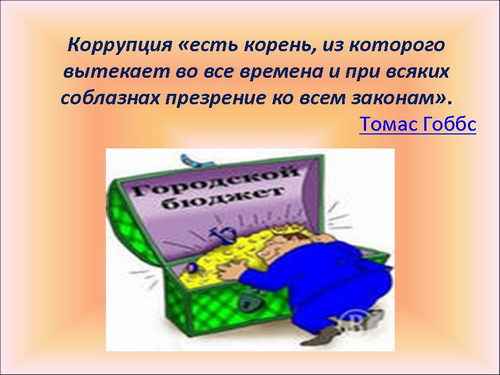 Коррупция «есть корень, из которого
вытекает во все времена и при всяких
соблазнах презрение ко всем законам».
Томас Гоббс
Городской
бюджет